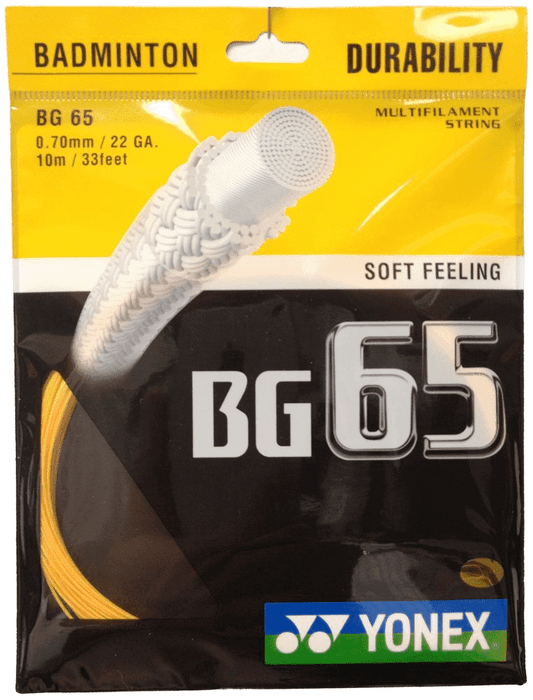 BADMINTON
DURABILITY
BG 65
0.70mm / 22 GA.
10m / 33feet
MULTIFILAMENT
STRING
SOFT FEELING
BG65
YONEX